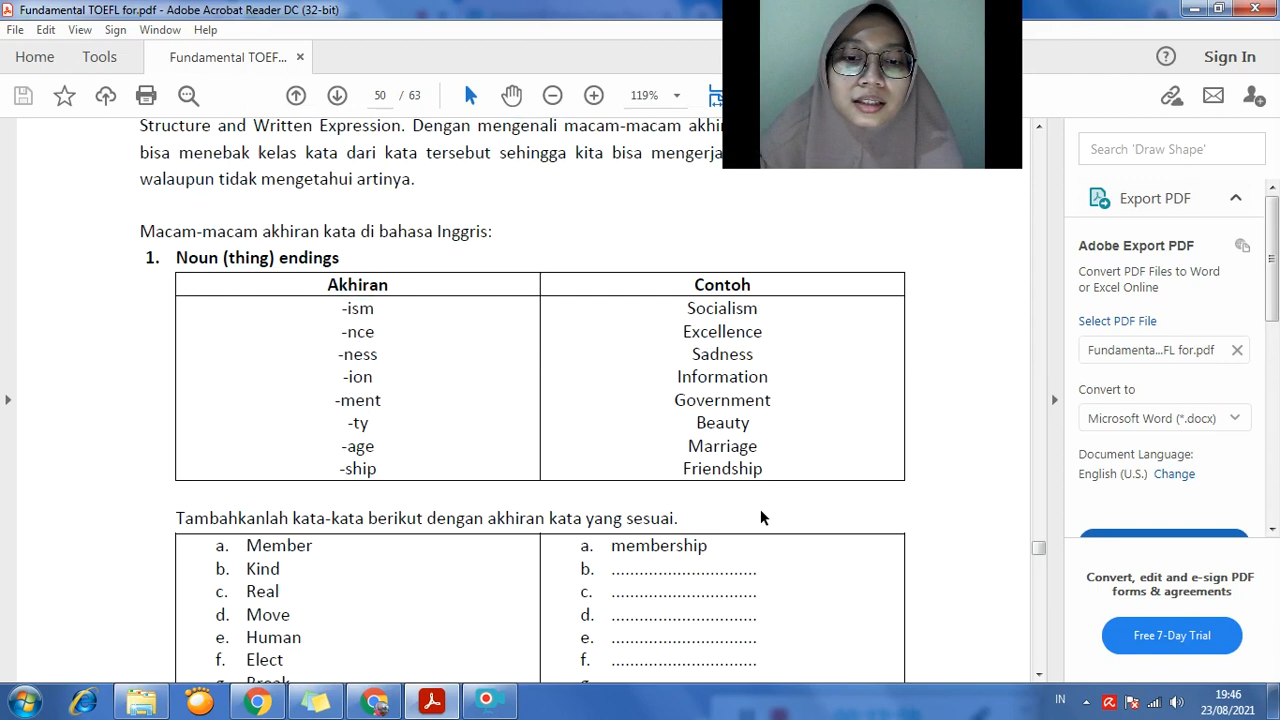 Fundamental TOEFL for.pdf - Adobe Acrobat Reader DC (32-bit)
File Edit View Sign Window Help
Home Tools Fundamental TOEF... × Sign In
50 / 63 119%
Structure and Written Expression. Dengan mengenali macam-macam akhi
bisa menebak kelas kata dari kata tersebut sehingga kita bisa mengerja
walaupun tidak mengetahui artinya.
Macam-macam akhiran kata di bahasa Inggris:
1. Noun (thing) endings
Akhiran Contoh
-ism Socialism
-nce Excellence
-ness Sadness
-ion Information
-ment Government
-ty Beauty
-age Marriage
-ship Friendship
Tambahkanlah kata-kata berikut dengan akhiran kata yang sesuai.
a. Member a. membership
b. Kind b. ................................
c. Real c. ................................
d. Move d. ................................
e. Human e. ................................
f. Elect f. ................................
Search 'Draw Shape'
Export PDF
Adobe Export PDF
Convert PDF Files to Word
or Excel Online
Select PDF File
Fundamenta...FL for.pdf
Convert to
Microsoft Word (*.docx)
Document Language:
English (U.S.) Change
Convert, edit and e-sign PDF
forms & agreements
Free 7-Day Trial
IN 19:46
23/08/2021